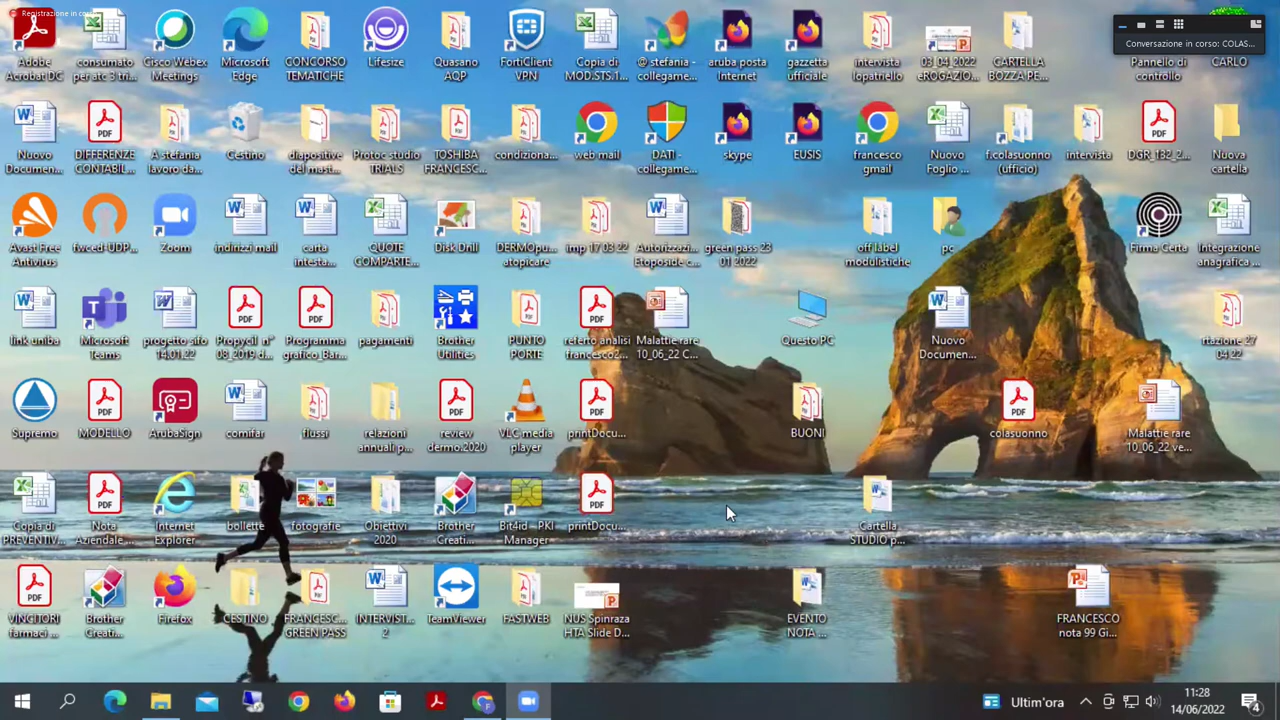 Registrazione in corso
Conversazione in corso: COLAS...
Adobe Acrobat DC
consumato per atc 3 tri...
Cisco Webex Meetings
Microsoft Edge
CONCORSO TEMATICHE
Lifesize
Quasano AQP
FortiClient VPN
Copia di MOD.STS.1...
@ stefania - collegame...
aruba posta Internet
gazzetta ufficiale
intervista lopatriello
03_04_2022 eROGAZIO...
CARTELLA BOZZA PE...
Pannello di controllo
CARLO
Nuovo Documen...
DIFFERENZE CONTABIL...
A stefania lavoro da...
Cestino
diapositive del mast...
Protoc studio TRIALS
TOSHIBA FRANCESC...
condiziona...
web mail
DATI - collegame...
skype
EUSIS
francesco gmail
Nuovo Foglio ...
f.colasuonno (ufficio)
intervista
DGR_182_2...
Nuova cartella
Avast Free Antivirus
fwced-UDP...
Zoom
indirizzi mail
carta intesta...
QUOTE COMPARTE...
Disk Drill
DERMOpu... atopicare
imp 17 03 22
Autorizzazi... Etoposide c...
green pass 23 01 2022
off label modulistiche
pc
Firma Certa
Integrazione anagrafica ...
link uniba
Microsoft Teams
progetto sifo 14.01.22
Propycil n° 08_2019 d...
Programma grafico_Bar...
pagamenti
Brother Utilities
PUNTO PORTE
referto analisi francesco2...
Malattie rare 10_06_22 C...
Questo PC
Nuovo Documen...
rtazione 27 04 22
Supremo
MODELLO
ArubaSign
comifar
flussi
relazioni annuali p...
review dermo.2020
VLC media player
printDocu...
BUONI
colasuonno
Malattie rare 10_06_22 ve...
Copia di PREVENTIV...
Nota Aziendale_...
Internet Explorer
bollette
fotografie
Obiettivi 2020
Brother Creati...
Bit4id - PKI Manager
printDocu...
Cartella STUDIO p...
VINCITORI farmaci ...
Brother Creati...
Firefox
CESTINO
FRANCESC... GREEN PASS
INTERVIST... 2
TeamViewer
FASTWEB
NUS Spinraza HTA Slide D...
EVENTO NOTA ...
FRANCESCO nota 99 Gi...
Ultim'ora
11:28
14/06/2022
4